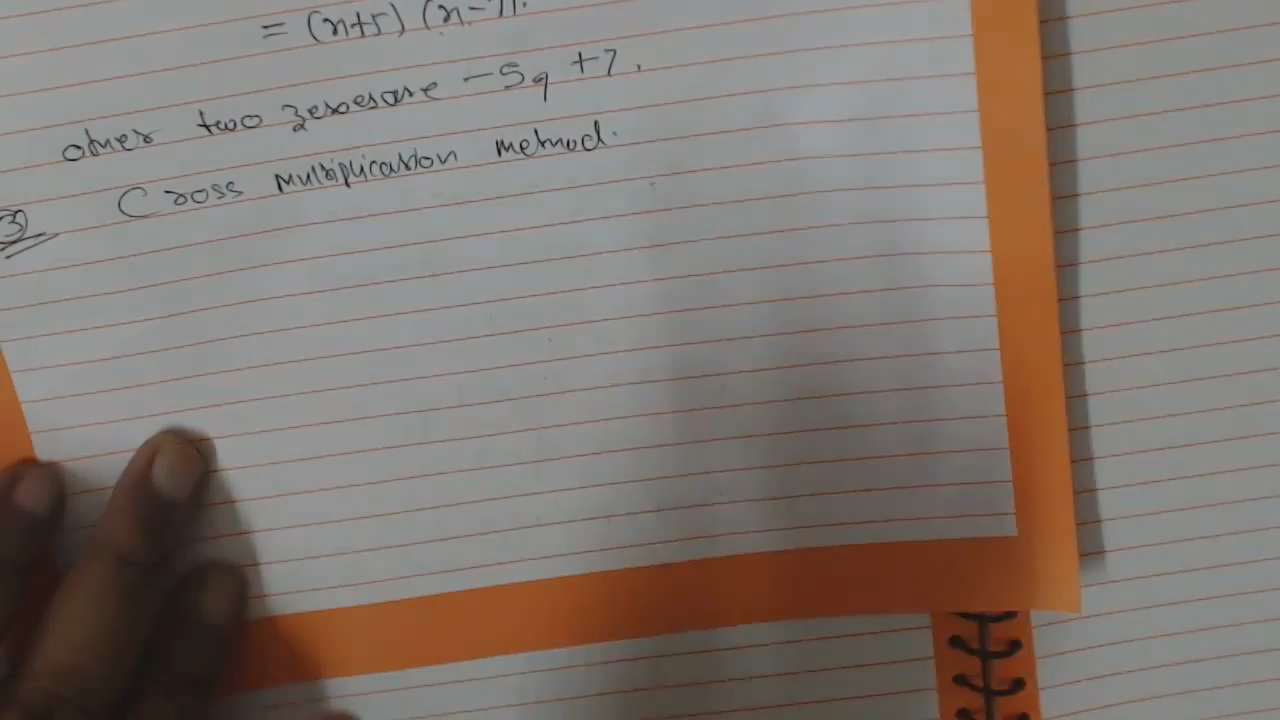 = (x+5) (x-7).
other two zeroes are -5, +7.
③ Cross multiplication method.